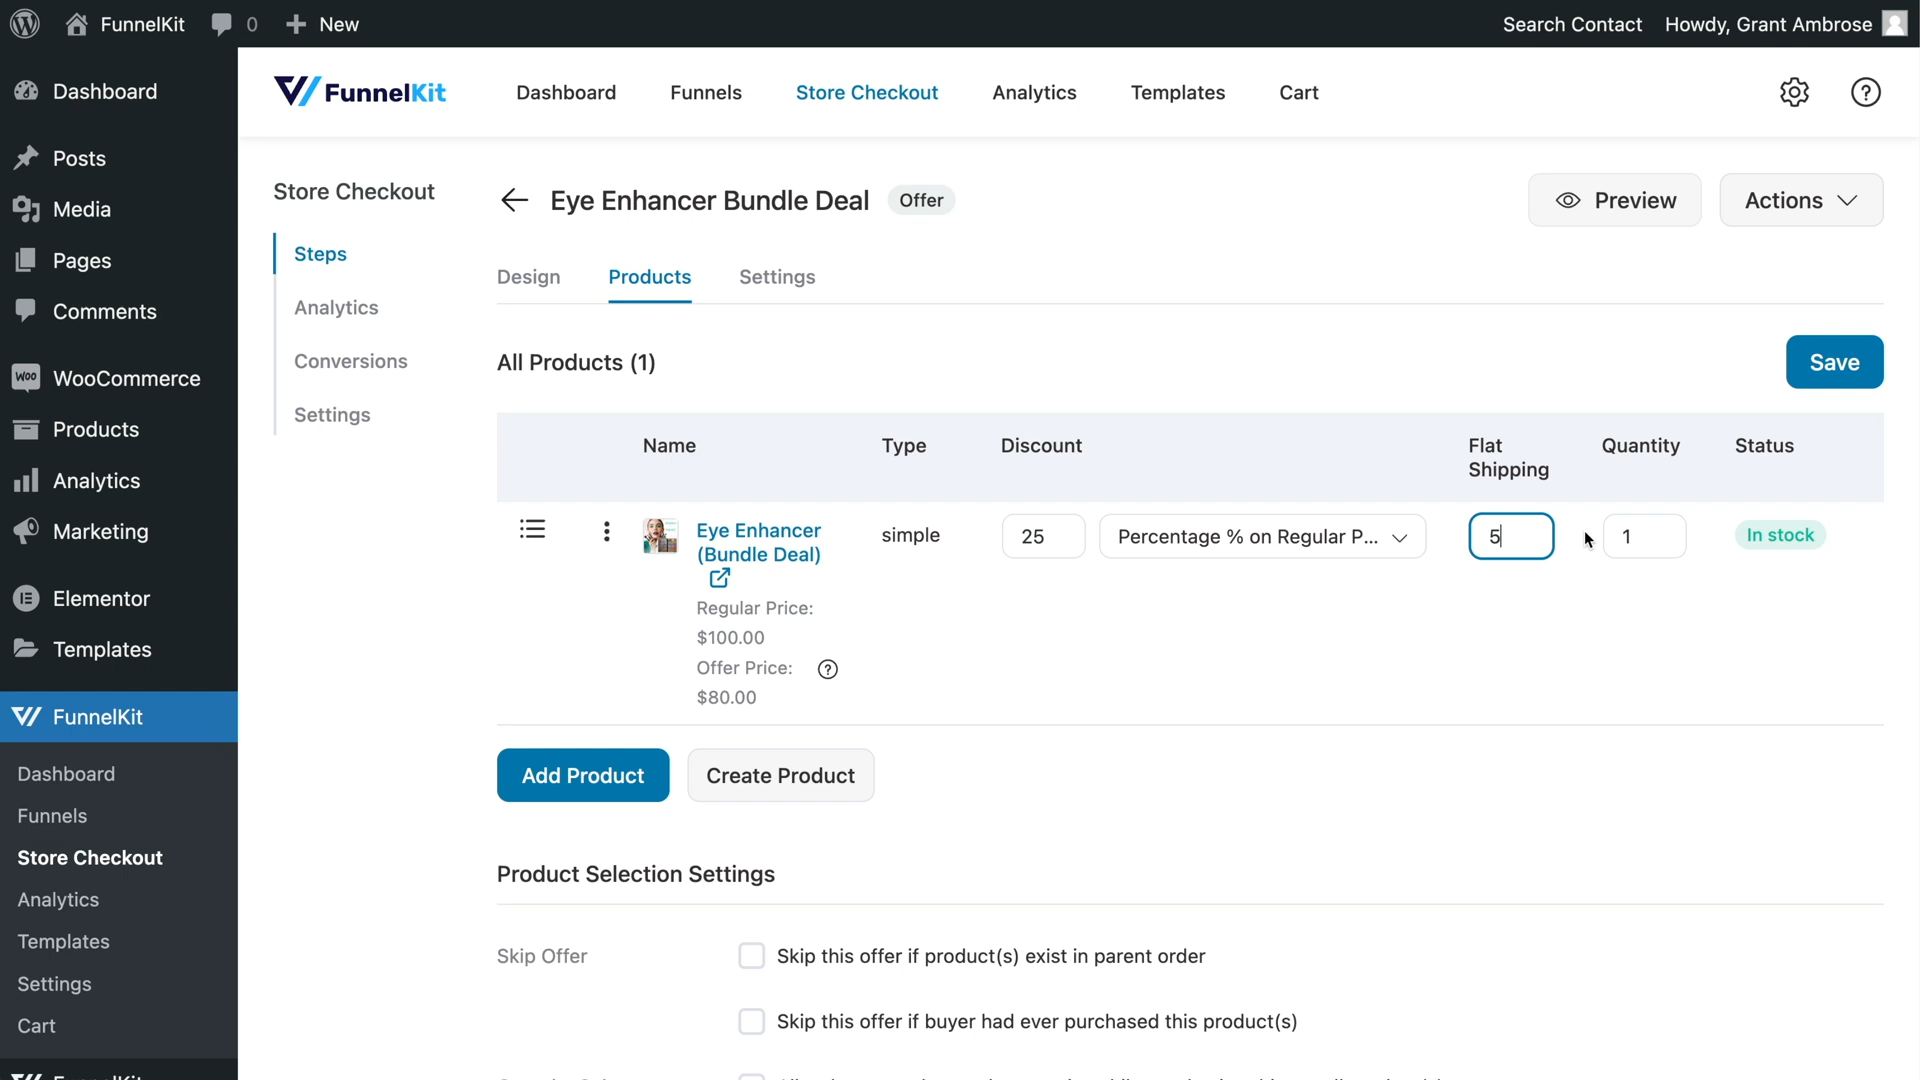 FunnelKit
0
New
Search Contact
Howdy, Grant Ambrose
Dashboard
Posts
Media
Pages
Comments
WooCommerce
Products
Analytics
Marketing
Elementor
Templates
FunnelKit
Dashboard
Funnels
Store Checkout
Analytics
Templates
Settings
Cart
FunnelKit
Dashboard
Funnels
Store Checkout
Analytics
Templates
Cart
Store Checkout
Steps
Analytics
Conversions
Settings
Eye Enhancer Bundle Deal
Offer
Preview
Actions
Design
Products
Settings
All Products (1)
Save
Name
Type
Discount
Flat
Shipping
Quantity
Status
Eye Enhancer
(Bundle Deal)
simple
25
Percentage % on Regular P...
5
1
In stock
Regular Price:
$100.00
Offer Price:
$80.00
Add Product
Create Product
Product Selection Settings
Skip Offer
Skip this offer if product(s) exist in parent order
Skip this offer if buyer had ever purchased this product(s)